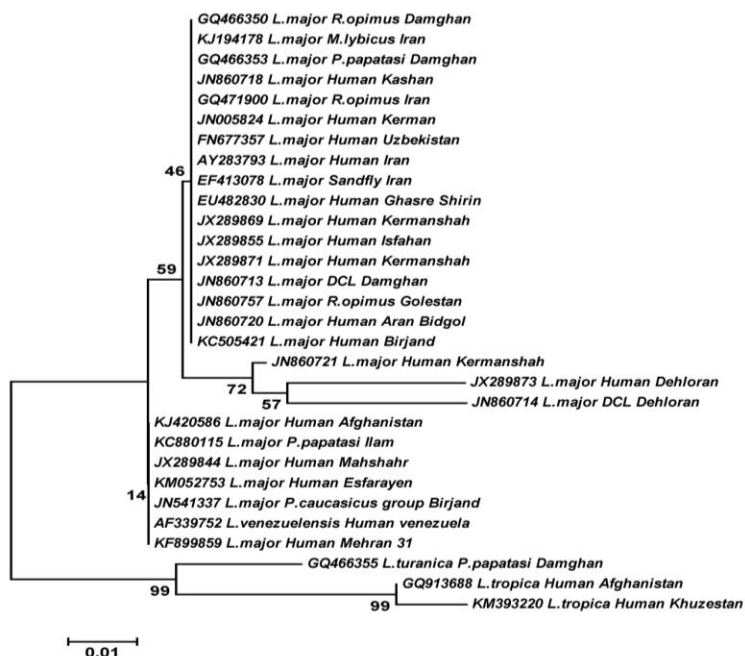 GQ466350 L.major R.opimus Damghan
KJ194178 L.major M.lybicus Iran
GQ466353 L.major P.papatasi Damghan
JN860718 L.major Human Kashan
GQ471900 L.major R.opimus Iran
JN005824 L.major Human Kerman
FN677357 L.major Human Uzbekistan
AY283793 L.major Human Iran
46
EF413078 L.major Sandfly Iran
EU482830 L.major Human Ghasre Shirin
JX289869 L.major Human Kermanshah
JX289855 L.major Human Isfahan
JX289871 L.major Human Kermanshah
59
JN860713 L.major DCL Damghan
JN860757 L.major R.opimus Golestan
JN860720 L.major Human Aran Bidgol
KC505421 L.major Human Birjand
JN860721 L.major Human Kermanshah
72
JX289873 L.major Human Dehloran
57
JN860714 L.major DCL Dehloran
KJ420586 L.major Human Afghanistan
KC880115 L.major P.papatasi Ilam
JX289844 L.major Human Mahshahr
KM052753 L.major Human Esfarayen
14
JN541337 L.major P.caucasicus group Birjand
AF339752 L.venezuelensis Human venezuela
KF899859 L.major Human Mehran 31
GQ466355 L.turanica P.papatasi Damghan
99
GQ913688 L.tropica Human Afghanistan
99
KM393220 L.tropica Human Khuzestan
0.01